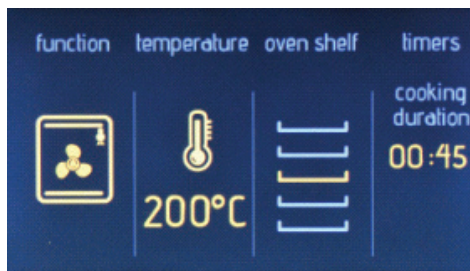 function temperature oven shelf timers
cooking
duration
00:45
200°C